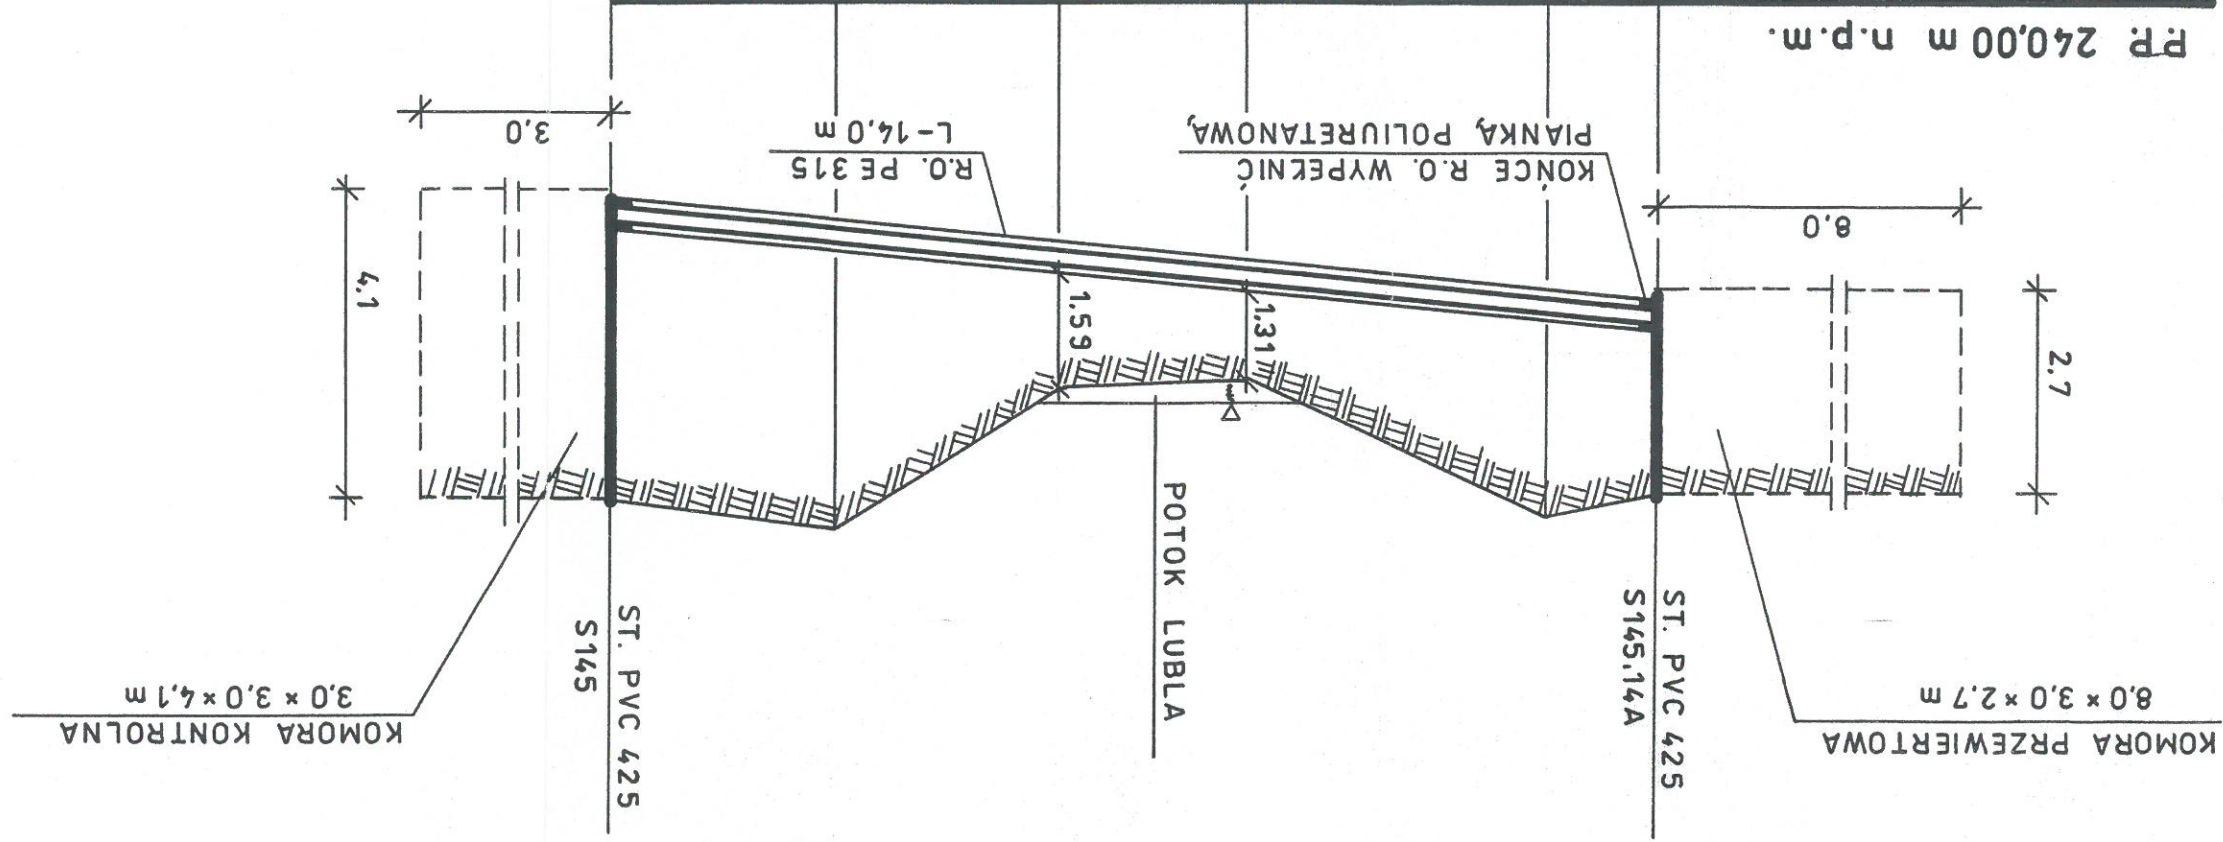 KOMORA PRZEWIERTOWA
8,0 × 3,0 × 2,7 m
ST. PVC 425
S145.14A
POTOK LUBLA
ST. PVC 425
S145
KOMORA KONTROLNA
3,0 × 3,0 × 4,1 m
2,7
1.31
1.59
4,1
8,0
KOŃCE R.O. WYPEŁNIĆ
PIANKĄ POLIURETANOWĄ
R.O. PE 315
L-14,0 m
3,0
P.P. 240,00 m n.p.m.